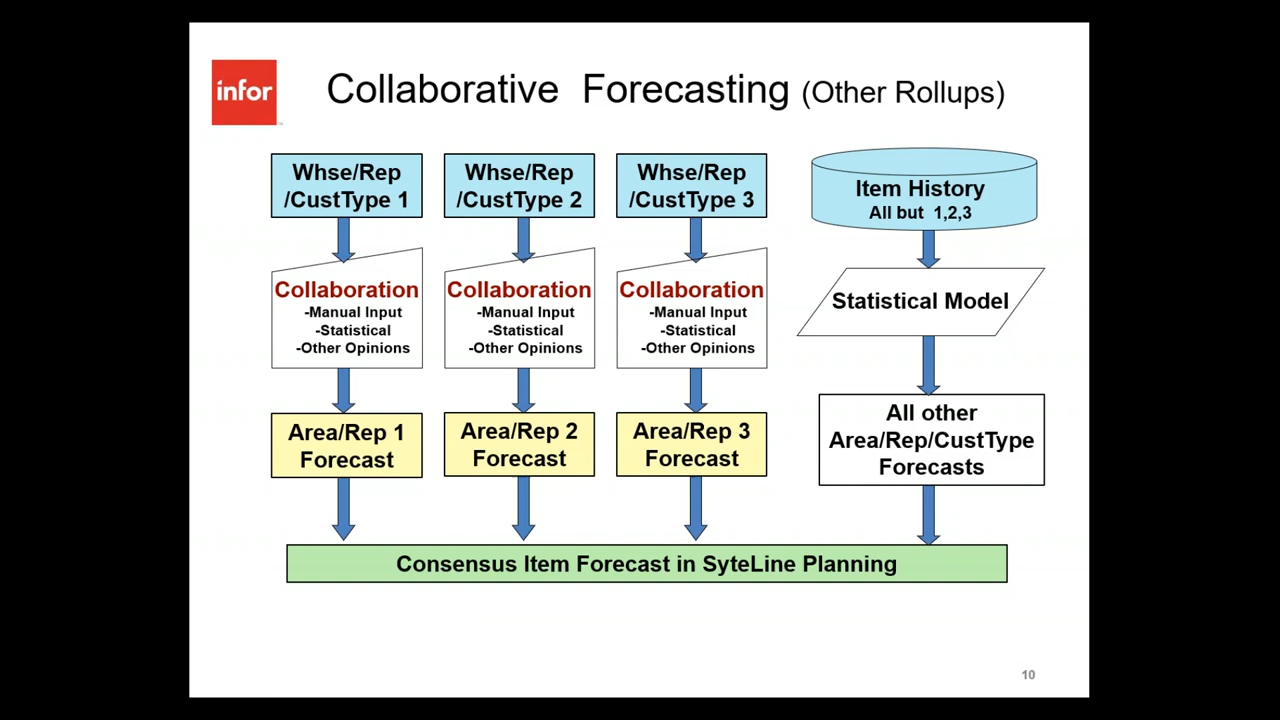 infor
Collaborative Forecasting (Other Rollups)
Whse/Rep
/CustType 1
Collaboration
-Manual Input
-Statistical
-Other Opinions
Area/Rep 1
Forecast
Whse/Rep
/CustType 2
Collaboration
-Manual Input
-Statistical
-Other Opinions
Area/Rep 2
Forecast
Whse/Rep
/CustType 3
Collaboration
-Manual Input
-Statistical
-Other Opinions
Area/Rep 3
Forecast
Item History
All but 1,2,3
Statistical Model
All other
Area/Rep/CustType
Forecasts
Consensus Item Forecast in SyteLine Planning
10